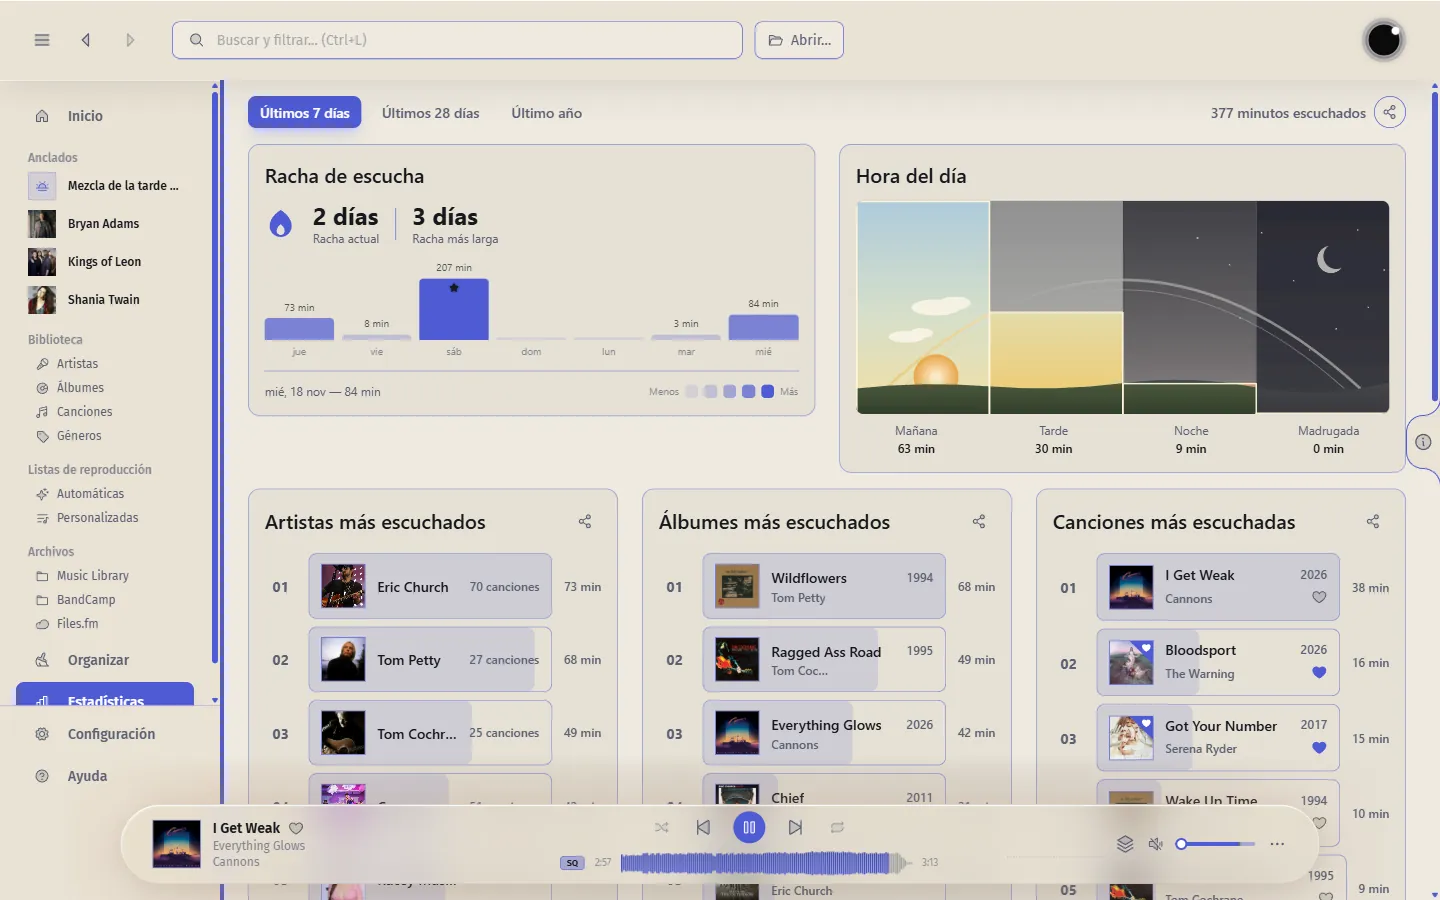 Buscar y filtrar... (Ctrl+L)
Abrir...
Inicio
Anclados
Mezcla de la tarde ...
Bryan Adams
Kings of Leon
Shania Twain
Biblioteca
Artistas
Álbumes
Canciones
Géneros
Listas de reproducción
Automáticas
Personalizadas
Archivos
Music Library
BandCamp
Files.fm
Organizar
Estadísticas
Configuración
Ayuda
Últimos 7 días
Últimos 28 días
Último año
377 minutos escuchados
Racha de escucha
2 días
Racha actual
3 días
Racha más larga
73 min
8 min
207 min
3 min
84 min
jue
vie
sáb
dom
lun
mar
mié
mié, 18 nov — 84 min
Menos
Más
Hora del día
Mañana
63 min
Tarde
30 min
Noche
9 min
Madrugada
0 min
Artistas más escuchados
01
Eric Church
70 canciones
73 min
02
Tom Petty
27 canciones
68 min
03
Tom Cochr...
25 canciones
49 min
Álbumes más escuchados
01
Wildflowers
Tom Petty
1994
68 min
02
Ragged Ass Road
Tom Coc...
1995
49 min
03
Everything Glows
Cannons
2026
42 min
Chief
2011
Eric Church
Canciones más escuchadas
01
I Get Weak
Cannons
2026
38 min
02
Bloodsport
The Warning
2026
16 min
03
Got Your Number
Serena Ryder
2017
15 min
Wake Up Time
1994
10 min
05
Tom Cochrane
1995
9 min
I Get Weak
Everything Glows
Cannons
SQ
2:57
3:13